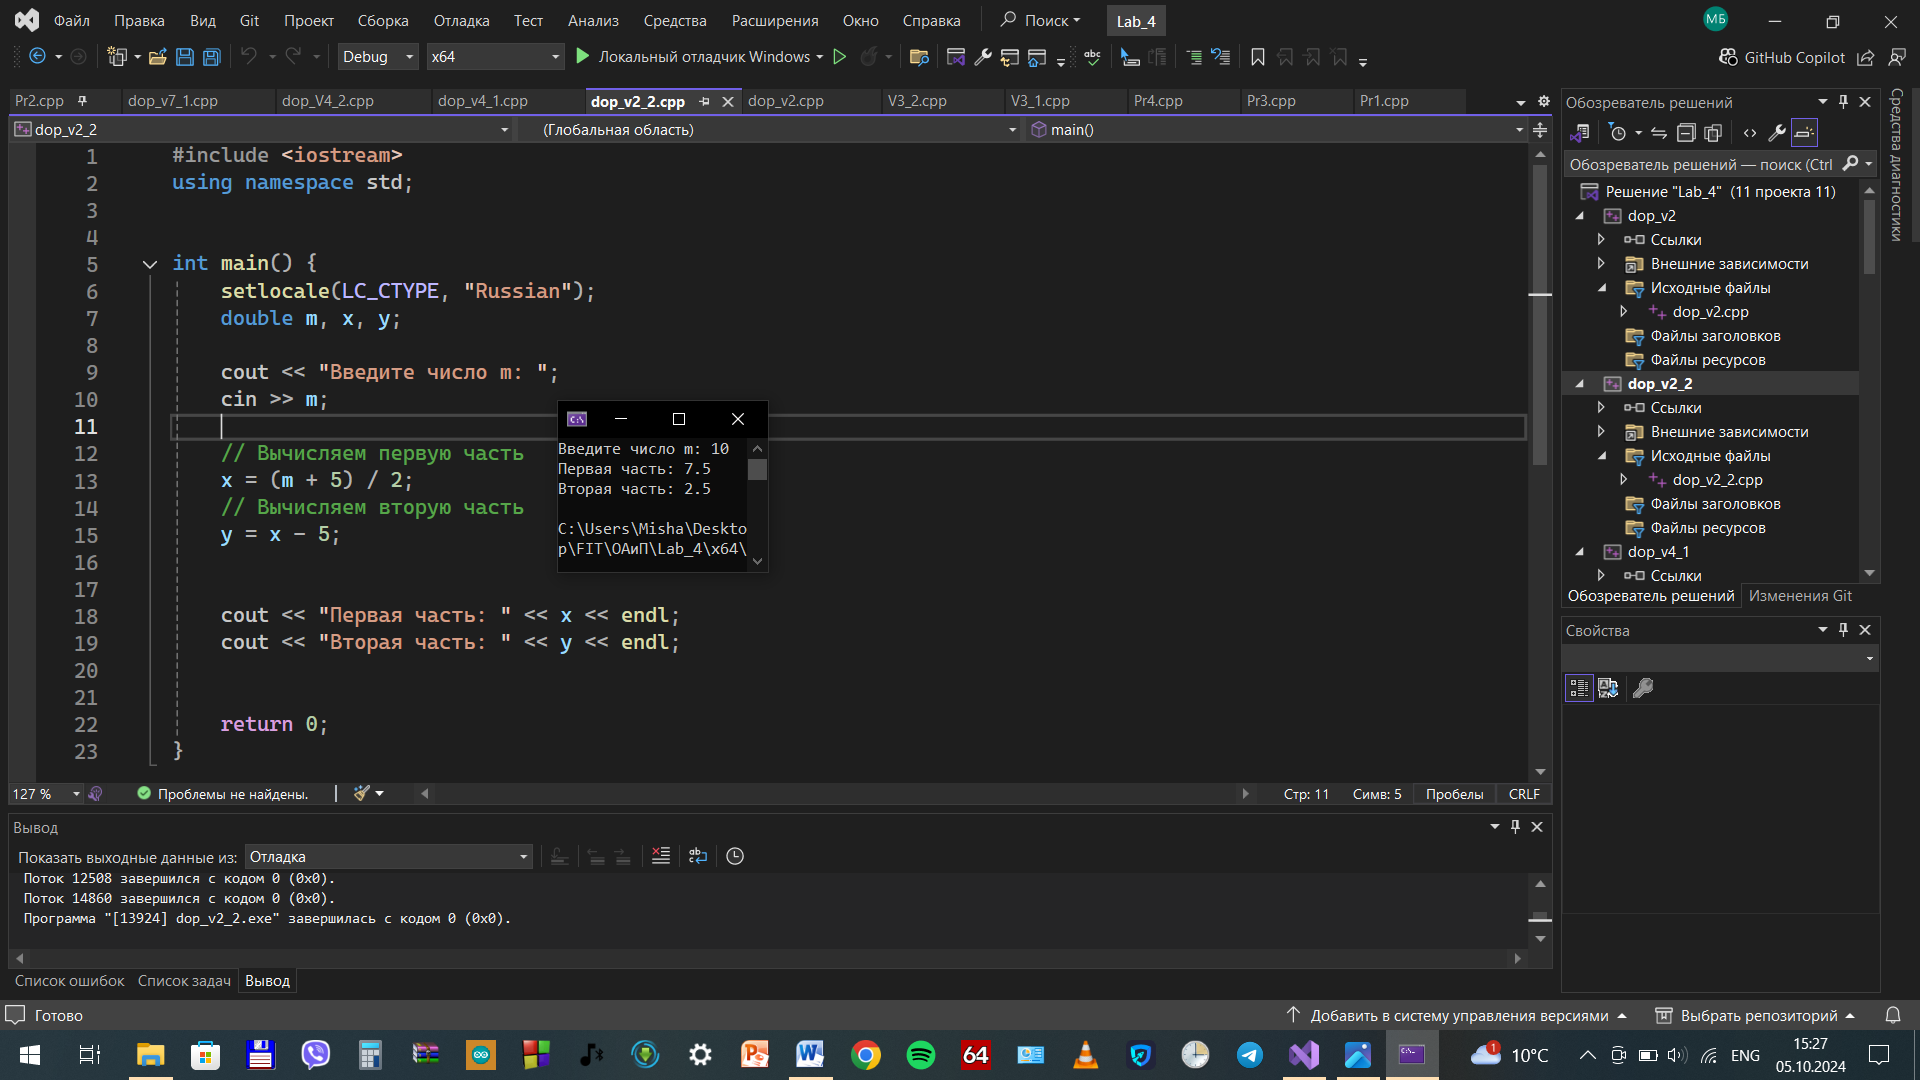 Файл Правка Вид Git Проект Сборка Отладка Тест Анализ Средства Расширения Окно Справка Поиск Lab_4 МБ
Debug x64 Локальный отладчик Windows abc GitHub Copilot
Pr2.cpp dop_v7_1.cpp dop_V4_2.cpp dop_v4_1.cpp dop_v2_2.cpp dop_v2.cpp V3_2.cpp V3_1.cpp Pr4.cpp Pr3.cpp Pr1.cpp
dop_v2_2 (Глобальная область) main()
1 #include <iostream>
2 using namespace std;
3
4
5 int main() {
6 setlocale(LC_CTYPE, "Russian");
7 double m, x, y;
8
9 cout << "Введите число m: ";
10 cin >> m;
11
12 // Вычисляем первую часть
13 x = (m + 5) / 2;
14 // Вычисляем вторую часть
15 y = x - 5;
16
17
18 cout << "Первая часть: " << x << endl;
19 cout << "Вторая часть: " << y << endl;
20
21
22 return 0;
23 }
Введите число m: 10
Первая часть: 7.5
Вторая часть: 2.5
C:\Users\Misha\Deskto
p\FIT\ОАиП\Lab_4\x64\
127 % Проблемы не найдены. Стр: 11 Симв: 5 Пробелы CRLF
Вывод
Показать выходные данные из: Отладка
Поток 12508 завершился с кодом 0 (0x0).
Поток 14860 завершился с кодом 0 (0x0).
Программа "[13924] dop_v2_2.exe" завершилась с кодом 0 (0x0).
Список ошибок Список задач Вывод
Обозреватель решений
Обозреватель решений — поиск (Ctrl
Решение "Lab_4" (11 проекта 11)
dop_v2
Ссылки
Внешние зависимости
Исходные файлы
dop_v2.cpp
Файлы заголовков
Файлы ресурсов
dop_v2_2
Ссылки
Внешние зависимости
Исходные файлы
dop_v2_2.cpp
Файлы заголовков
Файлы ресурсов
dop_v4_1
Ссылки
Обозреватель решений Изменения Git
Свойства
Средства диагностики
Готово Добавить в систему управления версиями Выбрать репозиторий
64 1 10°C ENG 15:27
05.10.2024